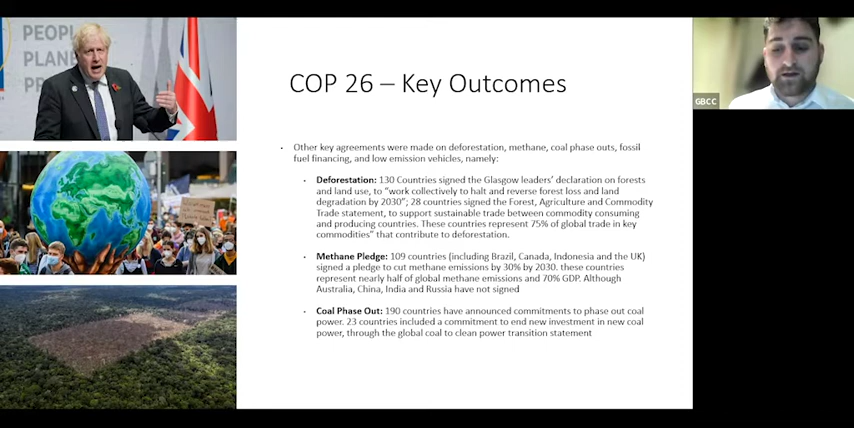 PEOPL
PLANE
PR
COP 26 – Key Outcomes
GBCC
Other key agreements were made on deforestation, methane, coal phase outs, fossil
fuel financing, and low emission vehicles, namely:
Deforestation: 130 Countries signed the Glasgow leaders' declaration on forests
and land use, to "work collectively to halt and reverse forest loss and land
degradation by 2030"; 28 countries signed the Forest, Agriculture and Commodity
Trade statement, to support sustainable trade between commodity consuming
and producing countries. These countries represent 75% of global trade in key
commodities" that contribute to deforestation.
Methane Pledge: 109 countries (including Brazil, Canada, Indonesia and the UK)
signed a pledge to cut methane emissions by 30% by 2030. these countries
represent nearly half of global methane emissions and 70% GDP. Although
Australia, China, India and Russia have not signed
Coal Phase Out: 190 countries have announced commitments to phase out coal
power. 23 countries included a commitment to end new investment in new coal
power, through the global coal to clean power transition statement